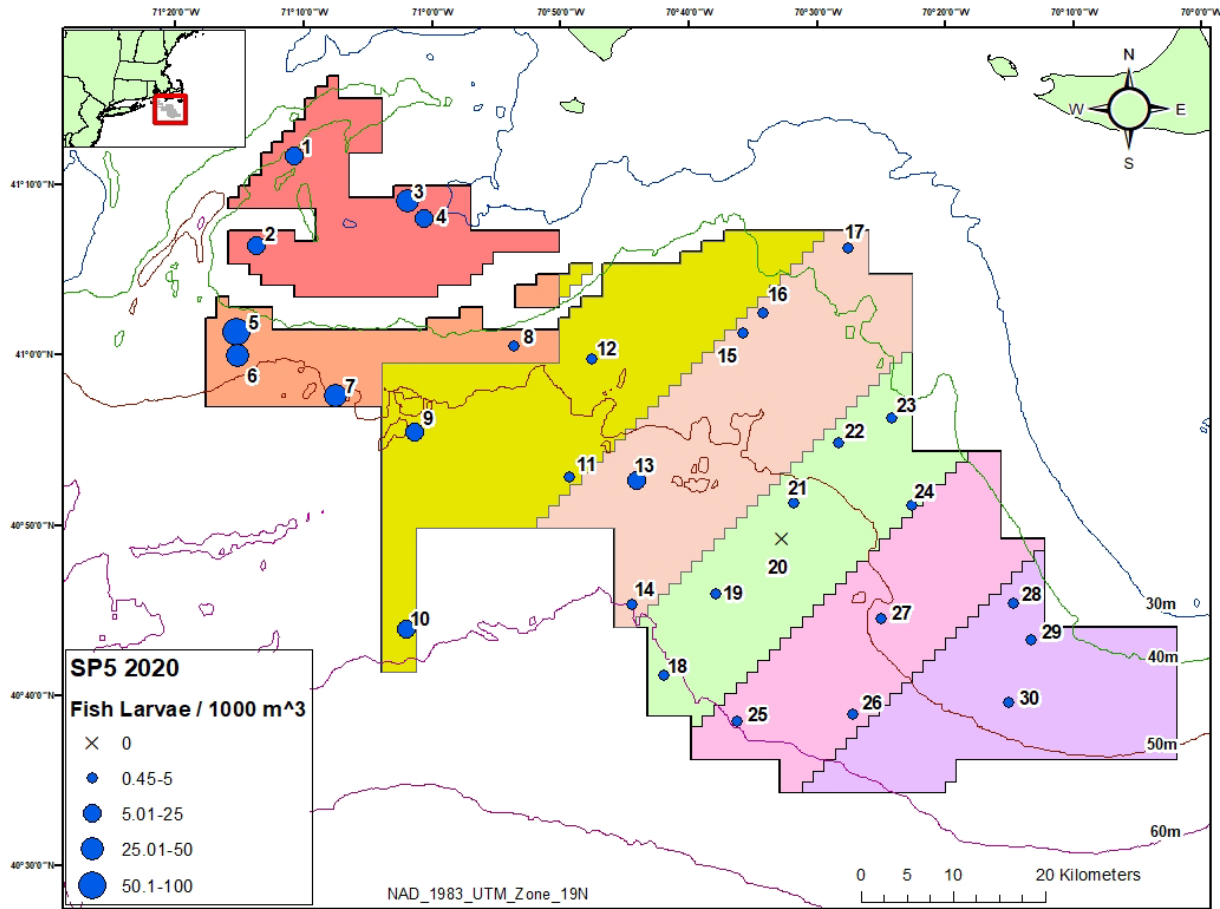 71°20'0"W 71°10'0"W 71°0'0"W 70°50'0"W 70°40'0"W 70°30'0"W 70°20'0"W 70°10'0"W 70°0'0"W
N
W E
S
41°10'0"N
41°0'0"N
40°50'0"N
40°40'0"N
40°30'0"N
1
3
4
2
17
16
5
15
8
12
6
7
23
9
22
11
13
24
21
20
14
19
28
30m
27
10
29
40m
18
30
26
25
50m
60m
SP5 2020
Fish Larvae / 1000 m^3
0
0.45-5
5.01-25
25.01-50
50.1-100
NAD_1983_UTM_Zone_19N
0 5 10 20 Kilometers